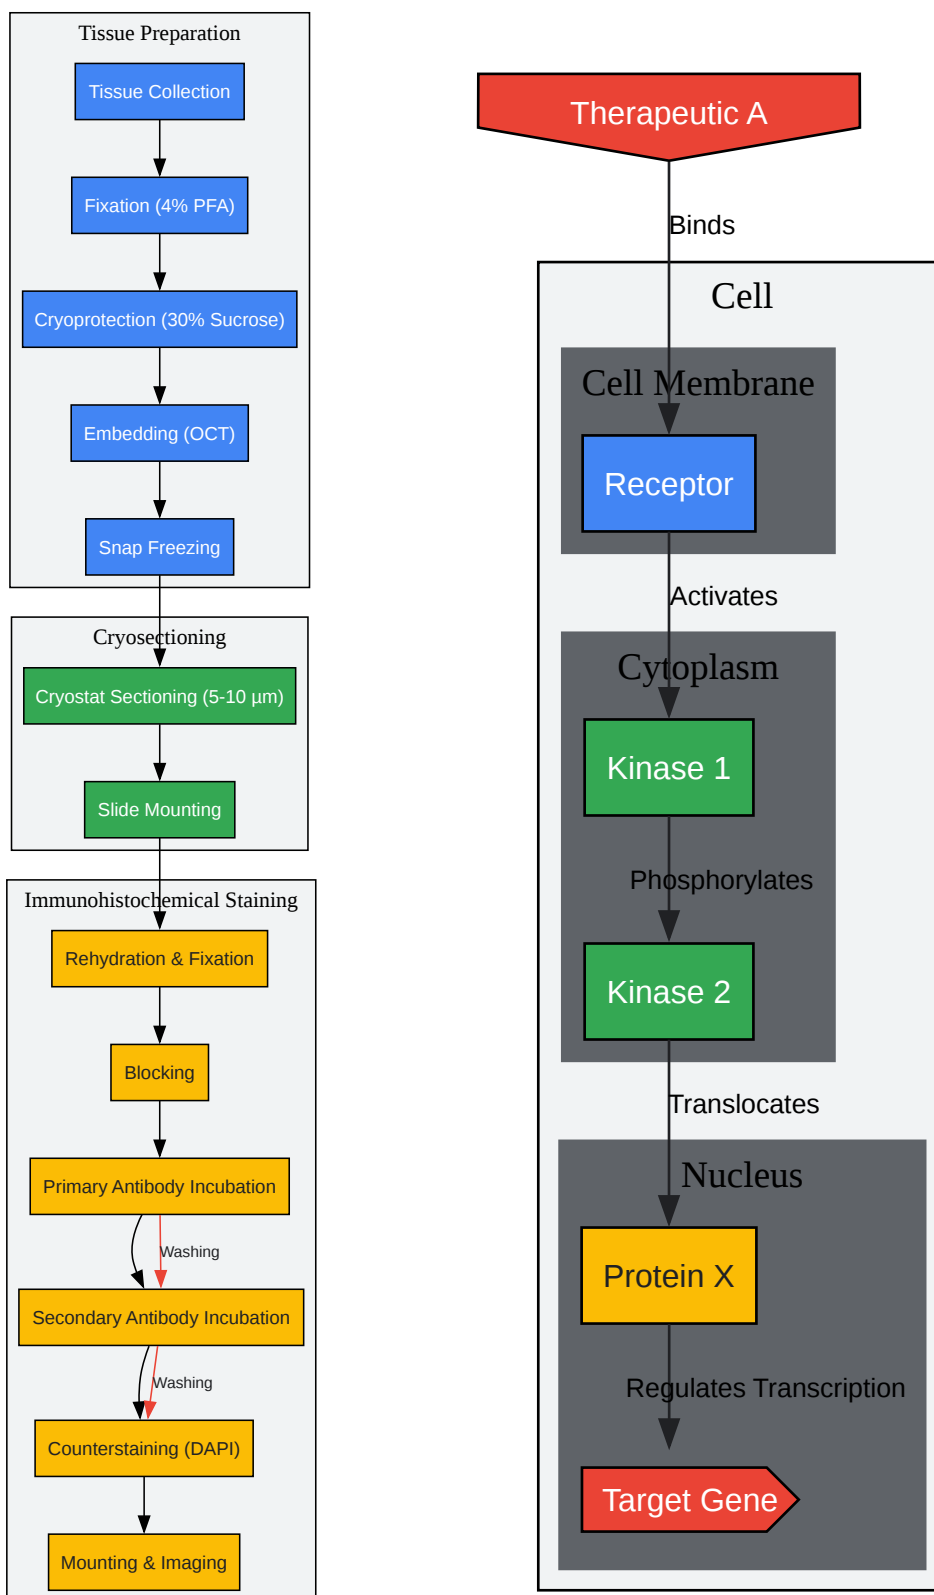 Tissue Preparation
Tissue Collection
Fixation (4% PFA)
Cryoprotection (30% Sucrose)
Embedding (OCT)
Snap Freezing
Cryosectioning
Cryostat Sectioning (5-10 µm)
Slide Mounting
Immunohistochemical Staining
Rehydration & Fixation
Blocking
Primary Antibody Incubation
Washing
Secondary Antibody Incubation
Washing
Counterstaining (DAPI)
Mounting & Imaging
Therapeutic A
Binds
Cell
Cell Membrane
Receptor
Activates
Cytoplasm
Kinase 1
Phosphorylates
Kinase 2
Translocates
Nucleus
Protein X
Regulates Transcription
Target Gene